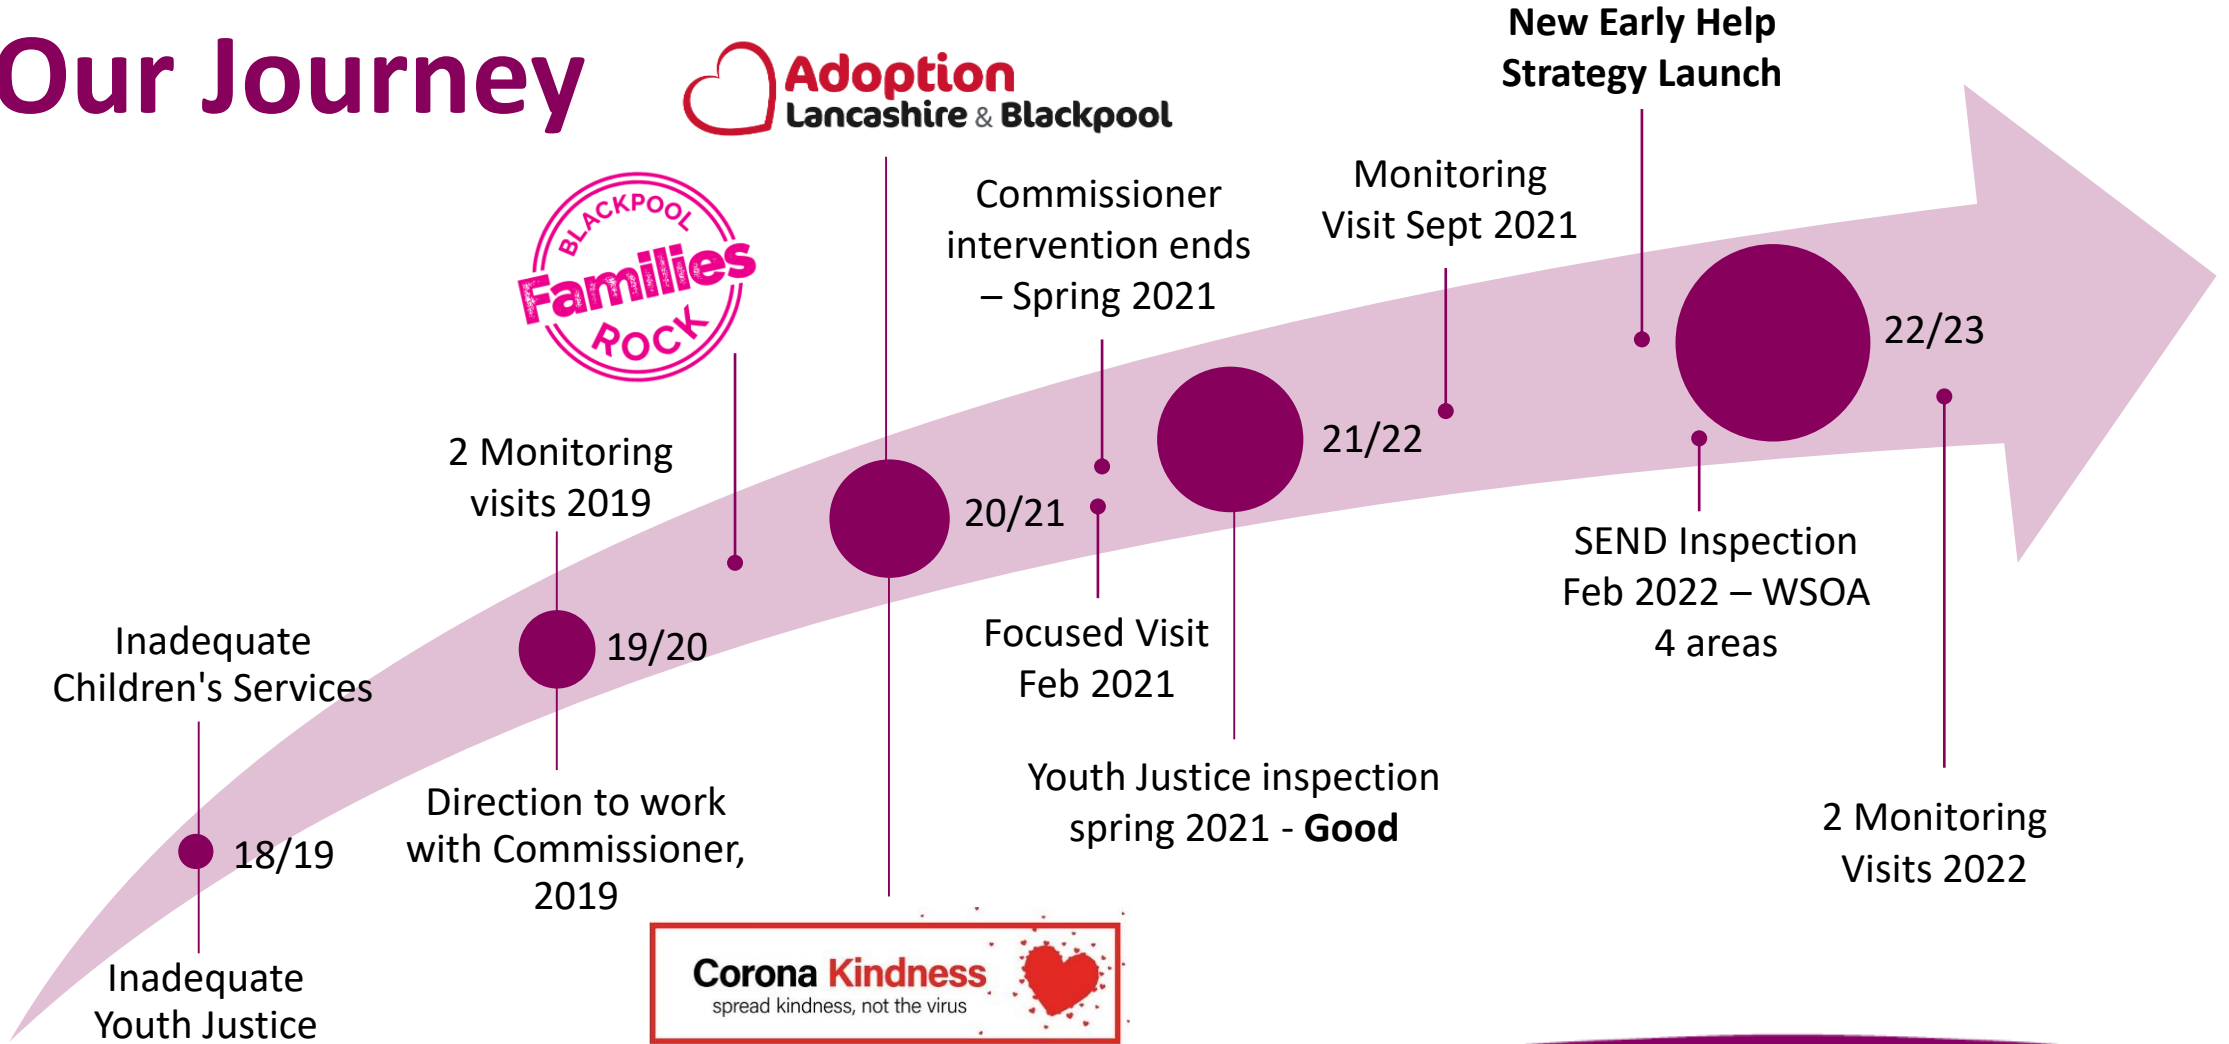 Our Journey
Adoption
Lancashire & Blackpool
New Early Help
Strategy Launch
BLACKPOOL
Families
ROCK
Commissioner
intervention ends
– Spring 2021
Monitoring
Visit Sept 2021
22/23
21/22
2 Monitoring
visits 2019
20/21
SEND Inspection
Feb 2022 – WSOA
4 areas
Inadequate
Children's Services
19/20
Focused Visit
Feb 2021
Youth Justice inspection
spring 2021 - Good
2 Monitoring
Visits 2022
18/19
Direction to work
with Commissioner,
2019
Inadequate
Youth Justice
Corona Kindness
spread kindness, not the virus